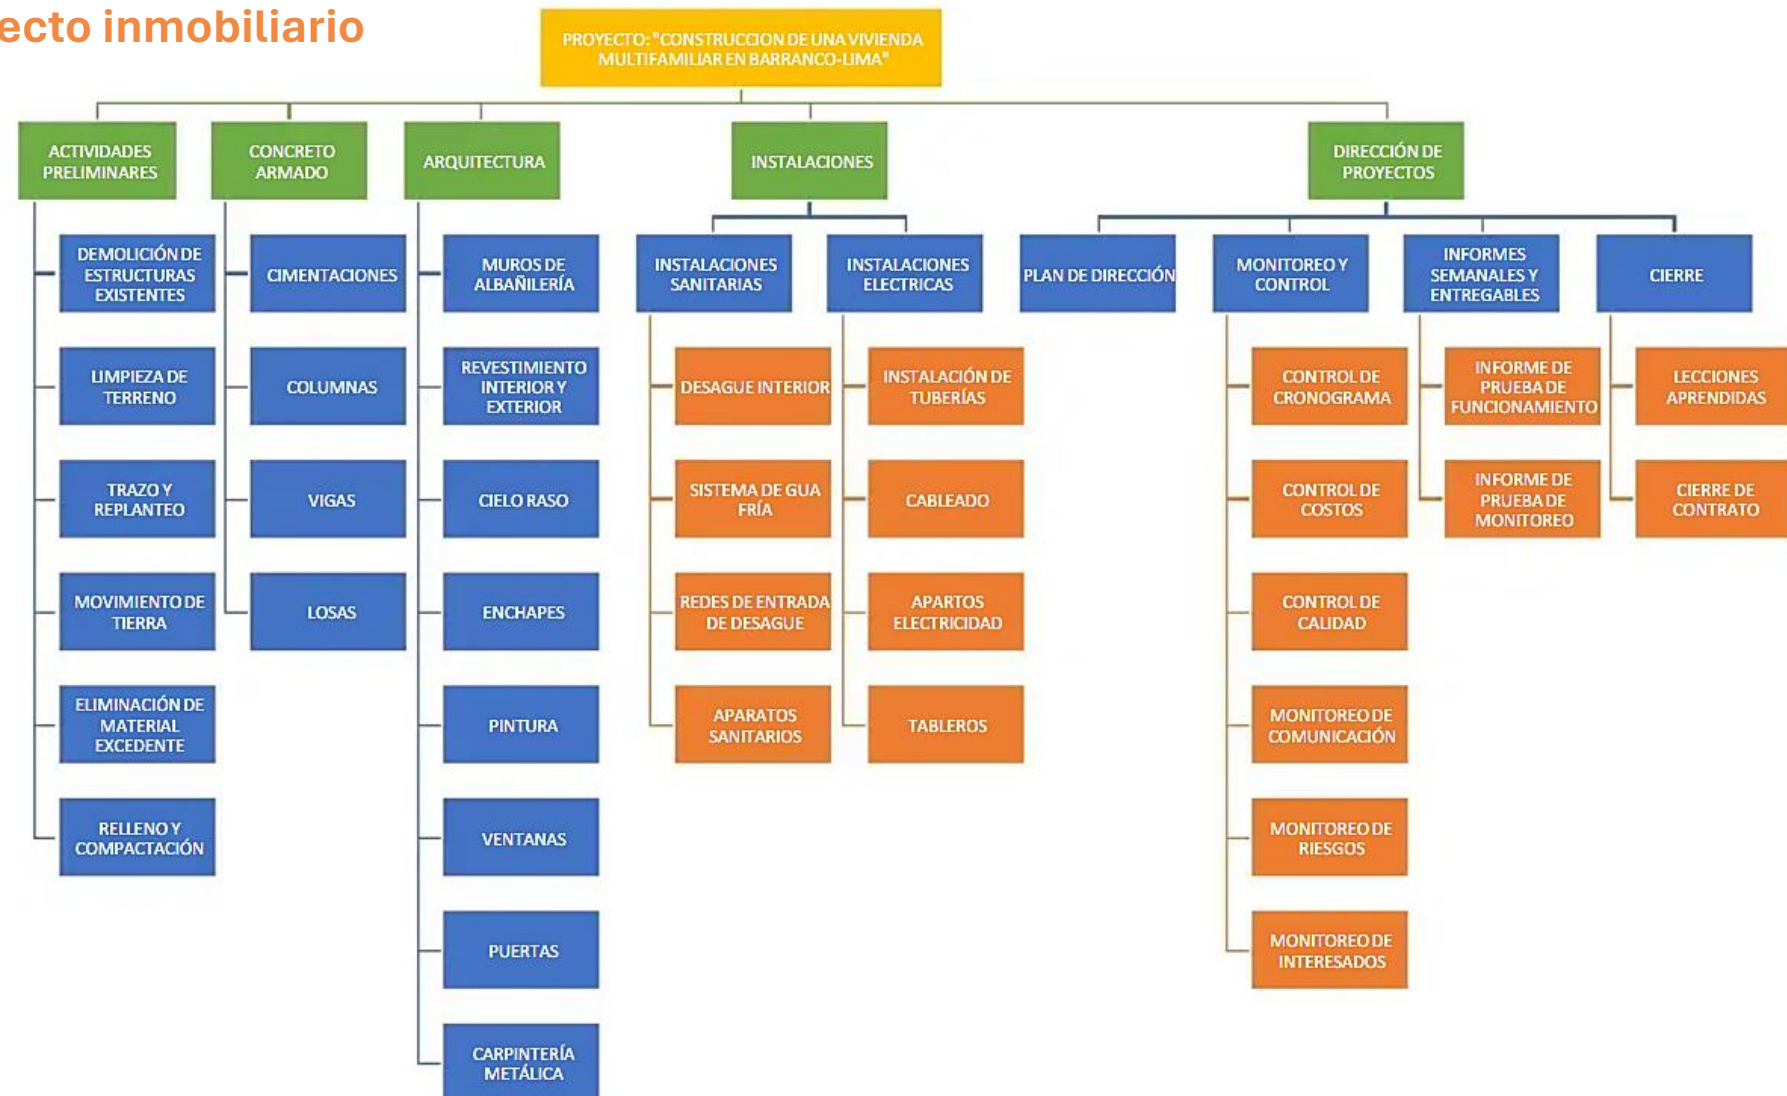 ecto inmobiliario
PROYECTO: "CONSTRUCCION DE UNA VIVIENDA
MULTIFAMILIAR EN BARRANCO-LIMA"
ACTIVIDADES
PRELIMINARES
CONCRETO
ARMADO
ARQUITECTURA
INSTALACIONES
DIRECCIÓN DE
PROYECTOS
DEMOLICIÓN DE
ESTRUCTURAS
EXISTENTES
LIMPIEZA DE
TERRENO
TRAZO Y
REPLANTEO
MOVIMIENTO DE
TIERRA
ELIMINACIÓN DE
MATERIAL
EXCEDENTE
RELLENO Y
COMPACTACIÓN
CIMENTACIONES
COLUMNAS
VIGAS
LOSAS
MUROS DE
ALBAÑILERÍA
REVESTIMIENTO
INTERIOR Y
EXTERIOR
CIELO RASO
ENCHAPES
PINTURA
VENTANAS
PUERTAS
CARPINTERÍA
METÁLICA
INSTALACIONES
SANITARIAS
DESAGUE INTERIOR
SISTEMA DE GUA
FRÍA
REDES DE ENTRADA
DE DESAGUE
APARATOS
SANITARIOS
INSTALACIONES
ELECTRICAS
INSTALACIÓN DE
TUBERÍAS
CABLEADO
APARTOS
ELECTRICIDAD
TABLEROS
PLAN DE DIRECCIÓN
MONITOREO Y
CONTROL
CONTROL DE
CRONOGRAMA
CONTROL DE
COSTOS
CONTROL DE
CALIDAD
MONITOREO DE
COMUNICACIÓN
MONITOREO DE
RIESGOS
MONITOREO DE
INTERESADOS
INFORMES
SEMANALES Y
ENTREGABLES
INFORME DE
PRUEBA DE
FUNCIONAMIENTO
INFORME DE
PRUEBA DE
MONITOREO
CIERRE
LECCIONES
APRENDIDAS
CIERRE DE
CONTRATO